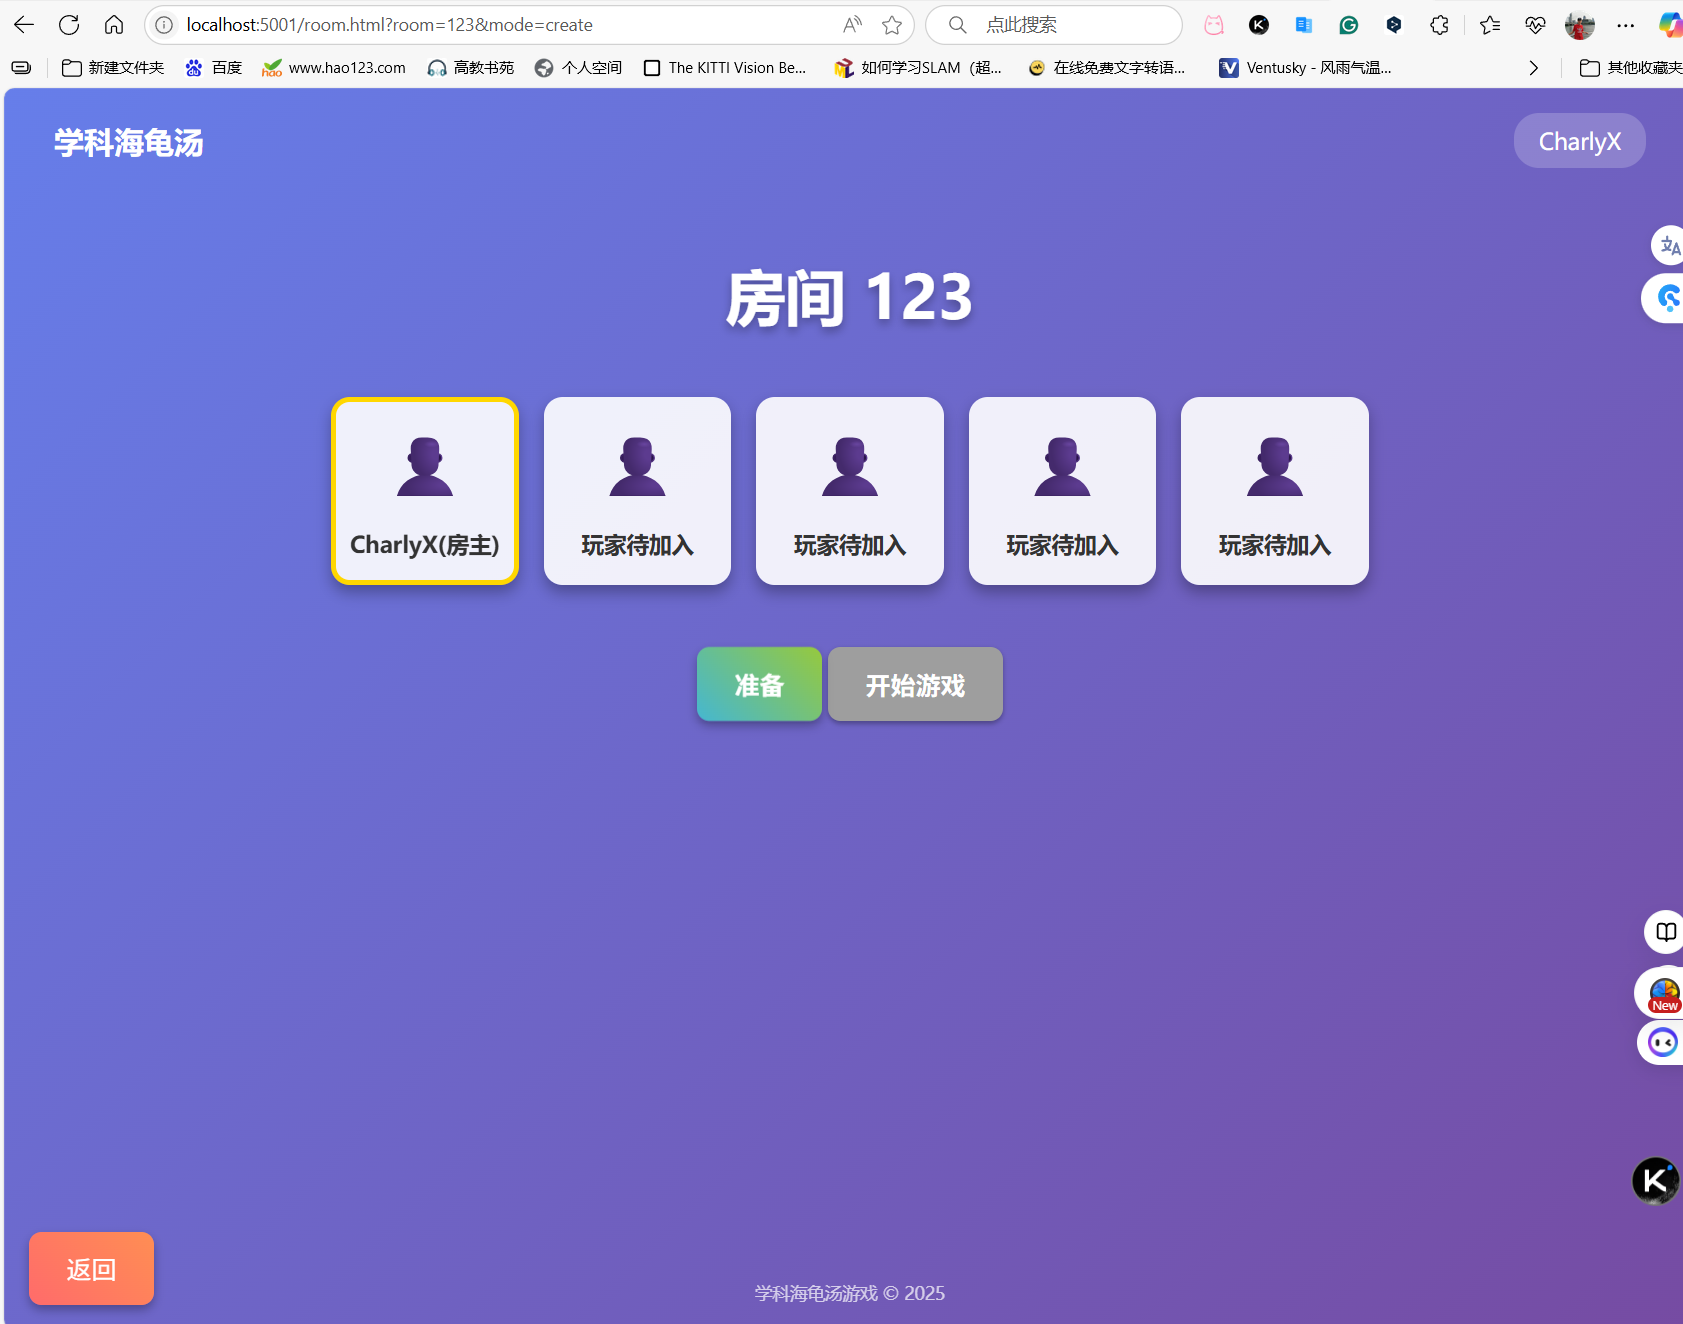 localhost:5001/room.html?room=123&mode=create
点此搜索
新建文件夹
百度
www.hao123.com
高教书苑
个人空间
The KITTI Vision Be...
如何学习SLAM（超...
在线免费文字转语...
Ventusky - 风雨气温...
其他收藏夹
学科海龟汤
CharlyX
房间 123
CharlyX(房主)
玩家待加入
玩家待加入
玩家待加入
玩家待加入
准备
开始游戏
New
返回
学科海龟汤游戏 © 2025